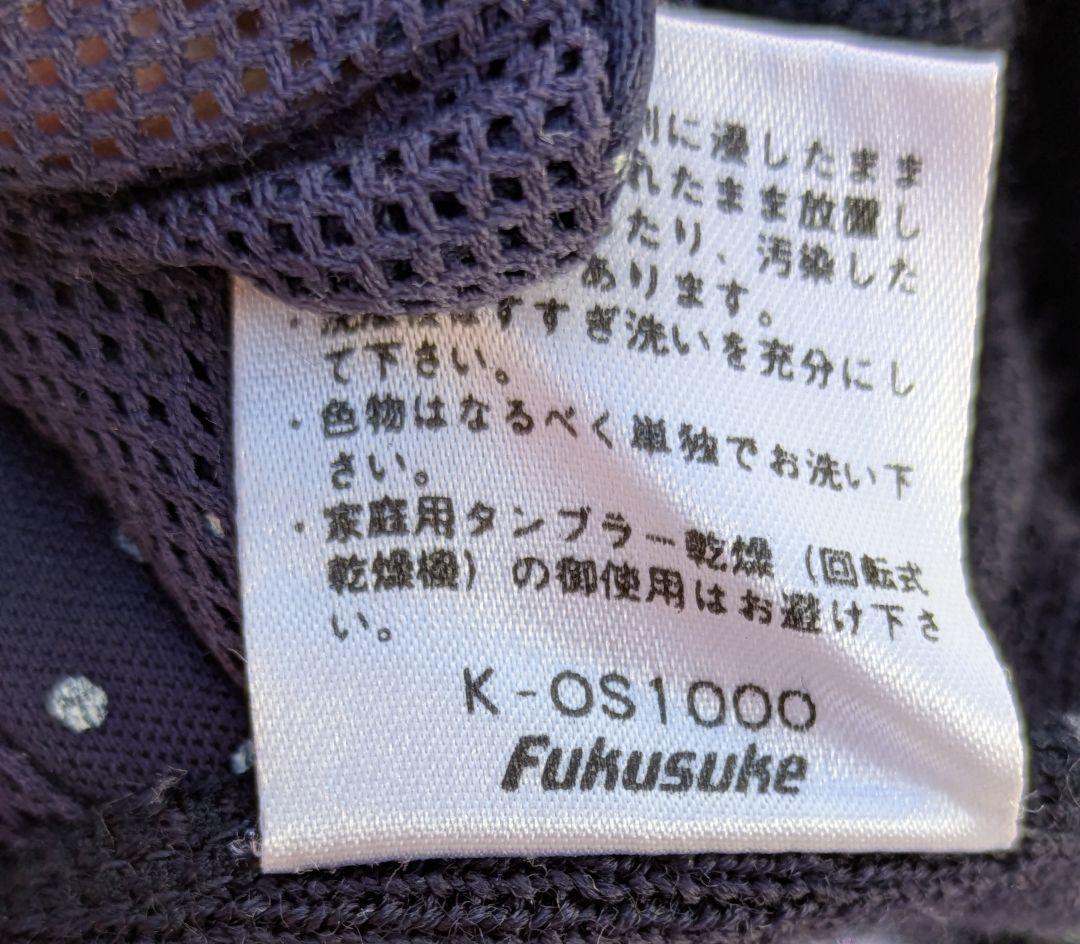 に浸したまま
れたまま放置し
たり、汚染した
あります。
すすぎ洗いを充分にし
て下さい。
・色物はなるべく単独でお洗い下
さい。
・家庭用タンブラー乾燥(回転式
乾燥機)の御使用はお避け下さ
い。
K-OS1000
Fukusuke